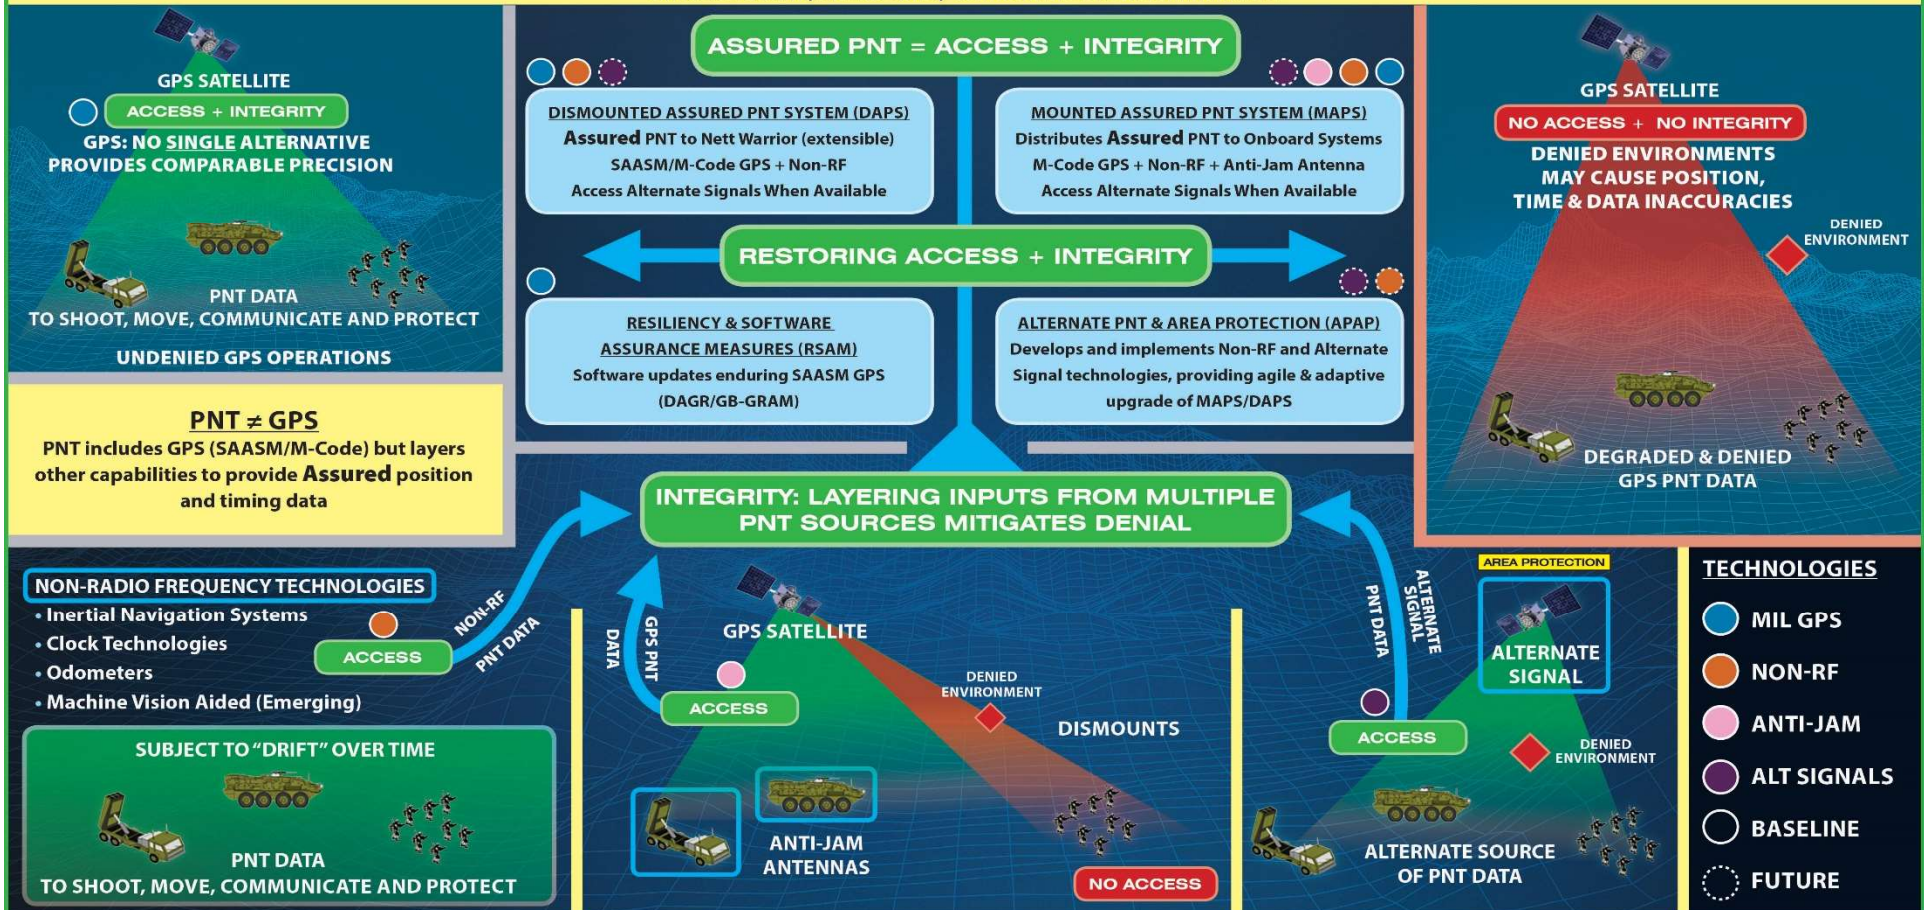 GPS SATELLITE
ACCESS + INTEGRITY
GPS: NO SINGLE ALTERNATIVE
PROVIDES COMPARABLE PRECISION
PNT DATA
TO SHOOT, MOVE, COMMUNICATE AND PROTECT
UNDENIED GPS OPERATIONS
PNT ≠ GPS
PNT includes GPS (SAASM/M-Code) but layers
other capabilities to provide Assured position
and timing data
ASSURED PNT = ACCESS + INTEGRITY
DISMOUNTED ASSURED PNT SYSTEM (DAPS)
Assured PNT to Nett Warrior (extensible)
SAASM/M-Code GPS + Non-RF
Access Alternate Signals When Available
MOUNTED ASSURED PNT SYSTEM (MAPS)
Distributes Assured PNT to Onboard Systems
M-Code GPS + Non-RF + Anti-Jam Antenna
Access Alternate Signals When Available
RESTORING ACCESS + INTEGRITY
RESILIENCY & SOFTWARE
ASSURANCE MEASURES (RSAM)
Software updates enduring SAASM GPS
(DAGR/GB-GRAM)
ALTERNATE PNT & AREA PROTECTION (APAP)
Develops and implements Non-RF and Alternate
Signal technologies, providing agile & adaptive
upgrade of MAPS/DAPS
GPS SATELLITE
NO ACCESS + NO INTEGRITY
DENIED ENVIRONMENTS
MAY CAUSE POSITION,
TIME & DATA INACCURACIES
DENIED
ENVIRONMENT
DEGRADED & DENIED
GPS PNT DATA
INTEGRITY: LAYERING INPUTS FROM MULTIPLE
PNT SOURCES MITIGATES DENIAL
NON-RADIO FREQUENCY TECHNOLOGIES
• Inertial Navigation Systems
• Clock Technologies
• Odometers
• Machine Vision Aided (Emerging)
ACCESS
NON-RF
PNT DATA
SUBJECT TO “DRIFT” OVER TIME
PNT DATA
TO SHOOT, MOVE, COMMUNICATE AND PROTECT
GPS PNT
DATA
GPS SATELLITE
ACCESS
DENIED
ENVIRONMENT
DISMOUNTS
ANTI-JAM
ANTENNAS
NO ACCESS
ALTERNATE
SIGNAL
PNT DATA
ACCESS
AREA PROTECTION
ALTERNATE
SIGNAL
DENIED
ENVIRONMENT
ALTERNATE SOURCE
OF PNT DATA
TECHNOLOGIES
MIL GPS
NON-RF
ANTI-JAM
ALT SIGNALS
BASELINE
FUTURE